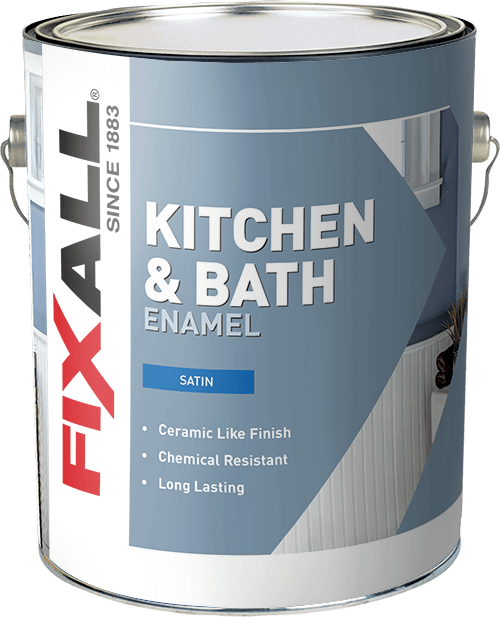 FIXALL®
SINCE 1883
KITCHEN
& BATH
ENAMEL
SATIN
• Ceramic Like Finish
• Chemical Resistant
• Long Lasting